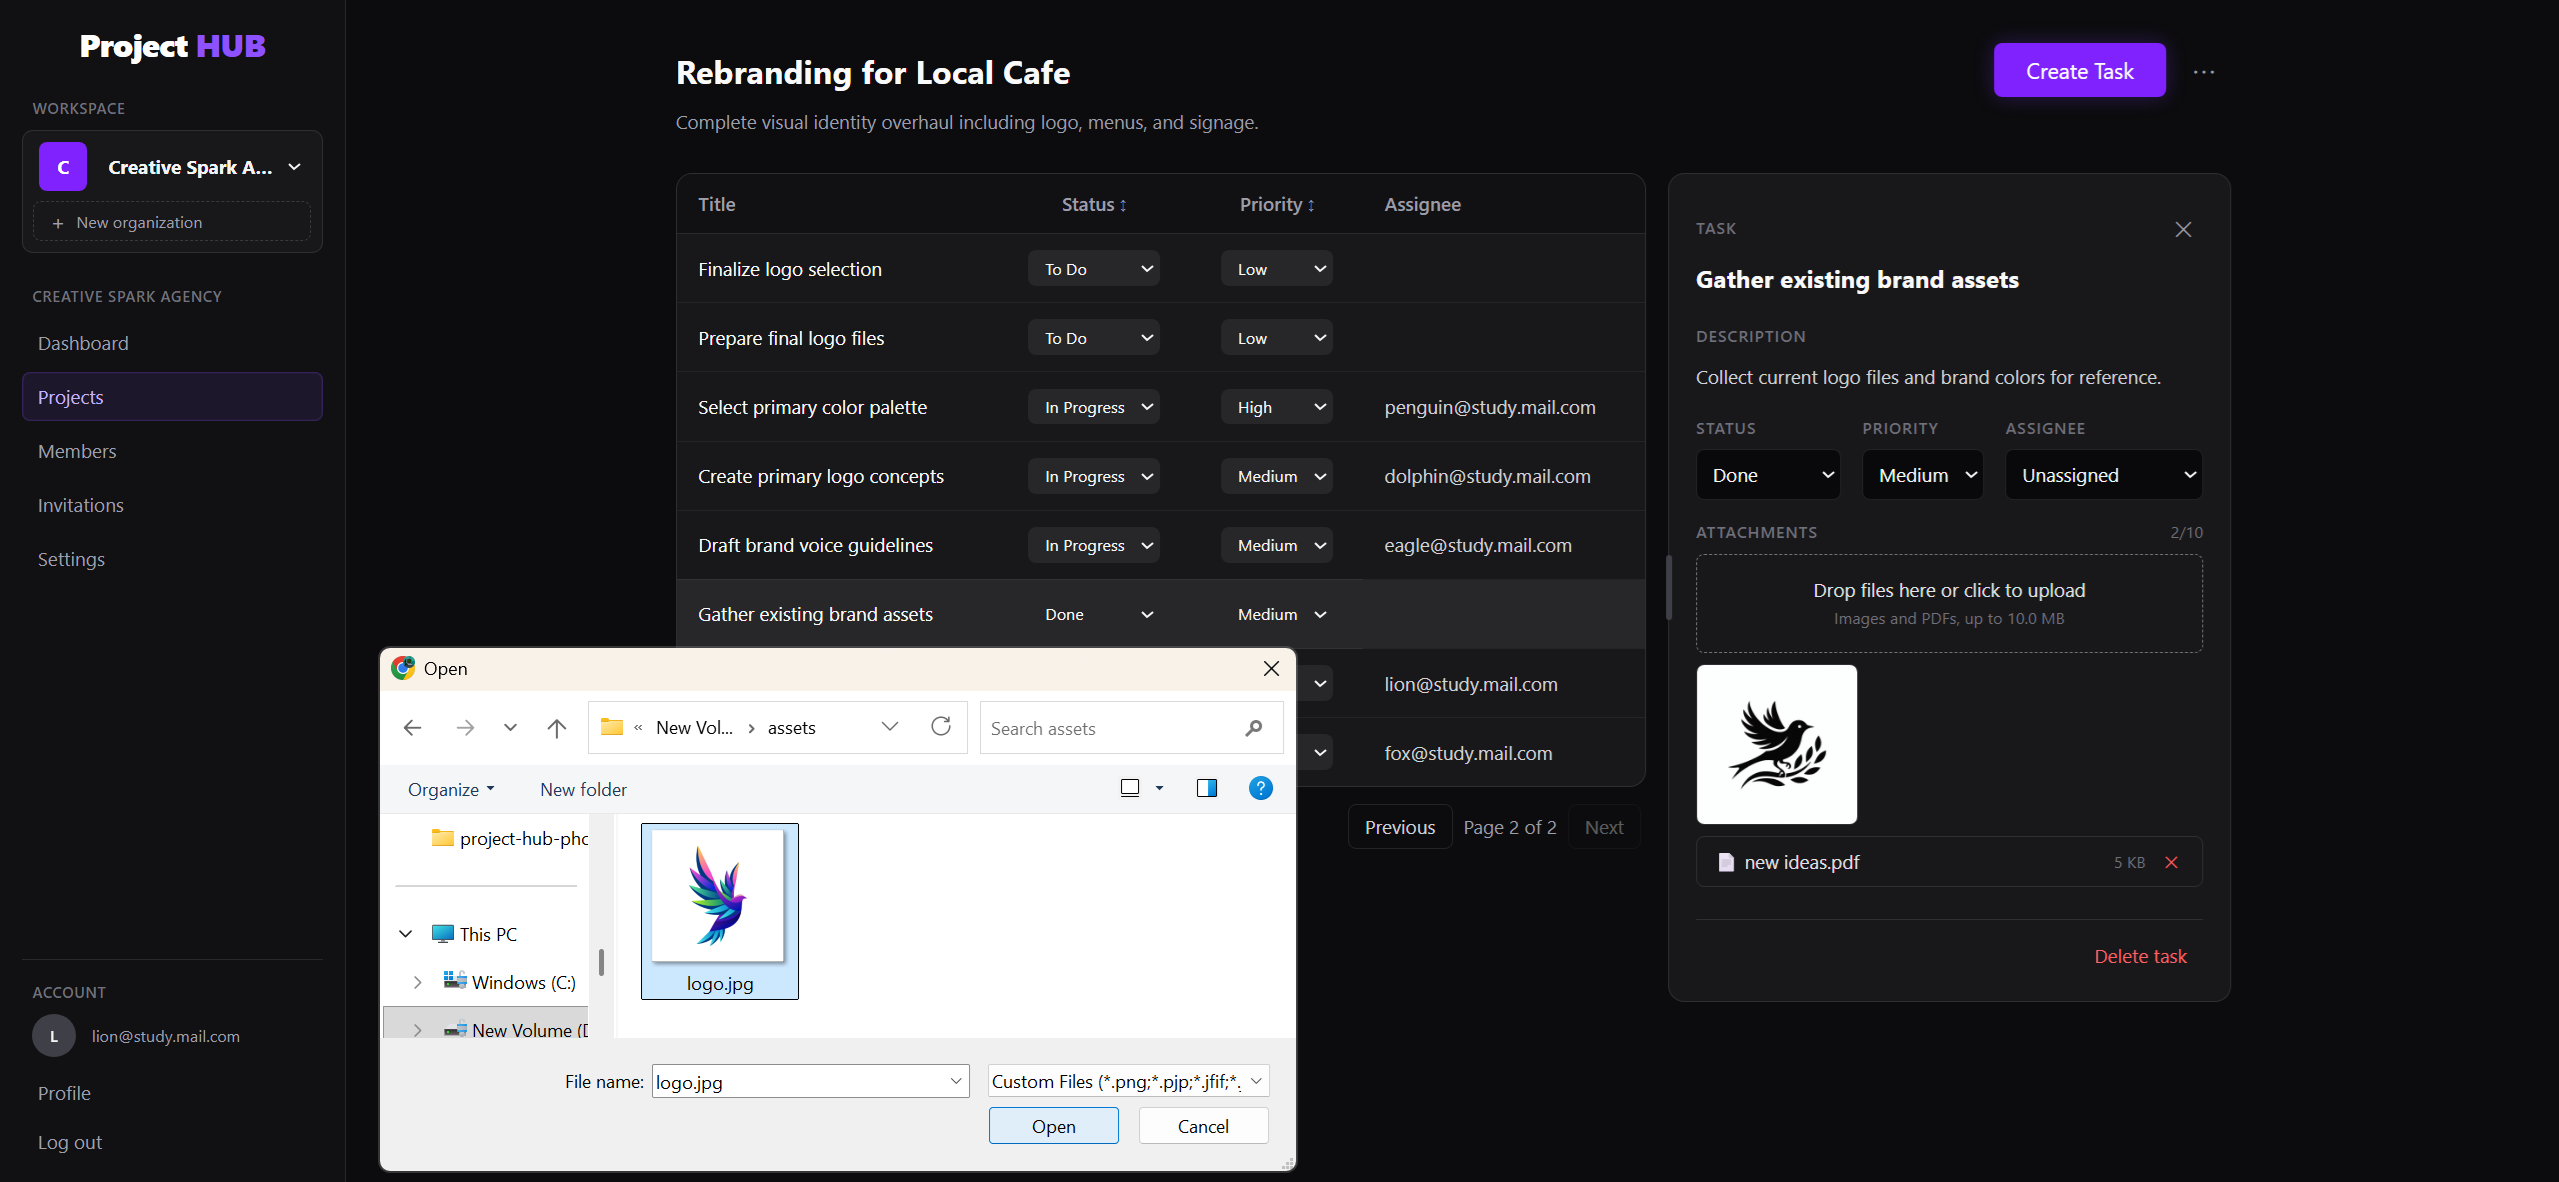 Project HUB
WORKSPACE
C
Creative Spark A...
+ New organization
CREATIVE SPARK AGENCY
Dashboard
Projects
Members
Invitations
Settings
ACCOUNT
L
lion@study.mail.com
Profile
Log out
Rebranding for Local Cafe
Complete visual identity overhaul including logo, menus, and signage.
Create Task
...
Title Status ↕ Priority ↕ Assignee
Finalize logo selection To Do Low
Prepare final logo files To Do Low
Select primary color palette In Progress High penguin@study.mail.com
Create primary logo concepts In Progress Medium dolphin@study.mail.com
Draft brand voice guidelines In Progress Medium eagle@study.mail.com
Gather existing brand assets Done Medium
lion@study.mail.com
fox@study.mail.com
Previous Page 2 of 2 Next
TASK
Gather existing brand assets
DESCRIPTION
Collect current logo files and brand colors for reference.
STATUS PRIORITY ASSIGNEE
Done Medium Unassigned
ATTACHMENTS 2/10
Drop files here or click to upload
Images and PDFs, up to 10.0 MB
new ideas.pdf 5 KB
Delete task
Open
« New Vol... › assets
Search assets
Organize New folder
?
project-hub-pho
This PC
Windows (C:)
New Volume (D
logo.jpg
File name: logo.jpg
Custom Files (*.png;*.pjp;*.jfif;*.
Open Cancel